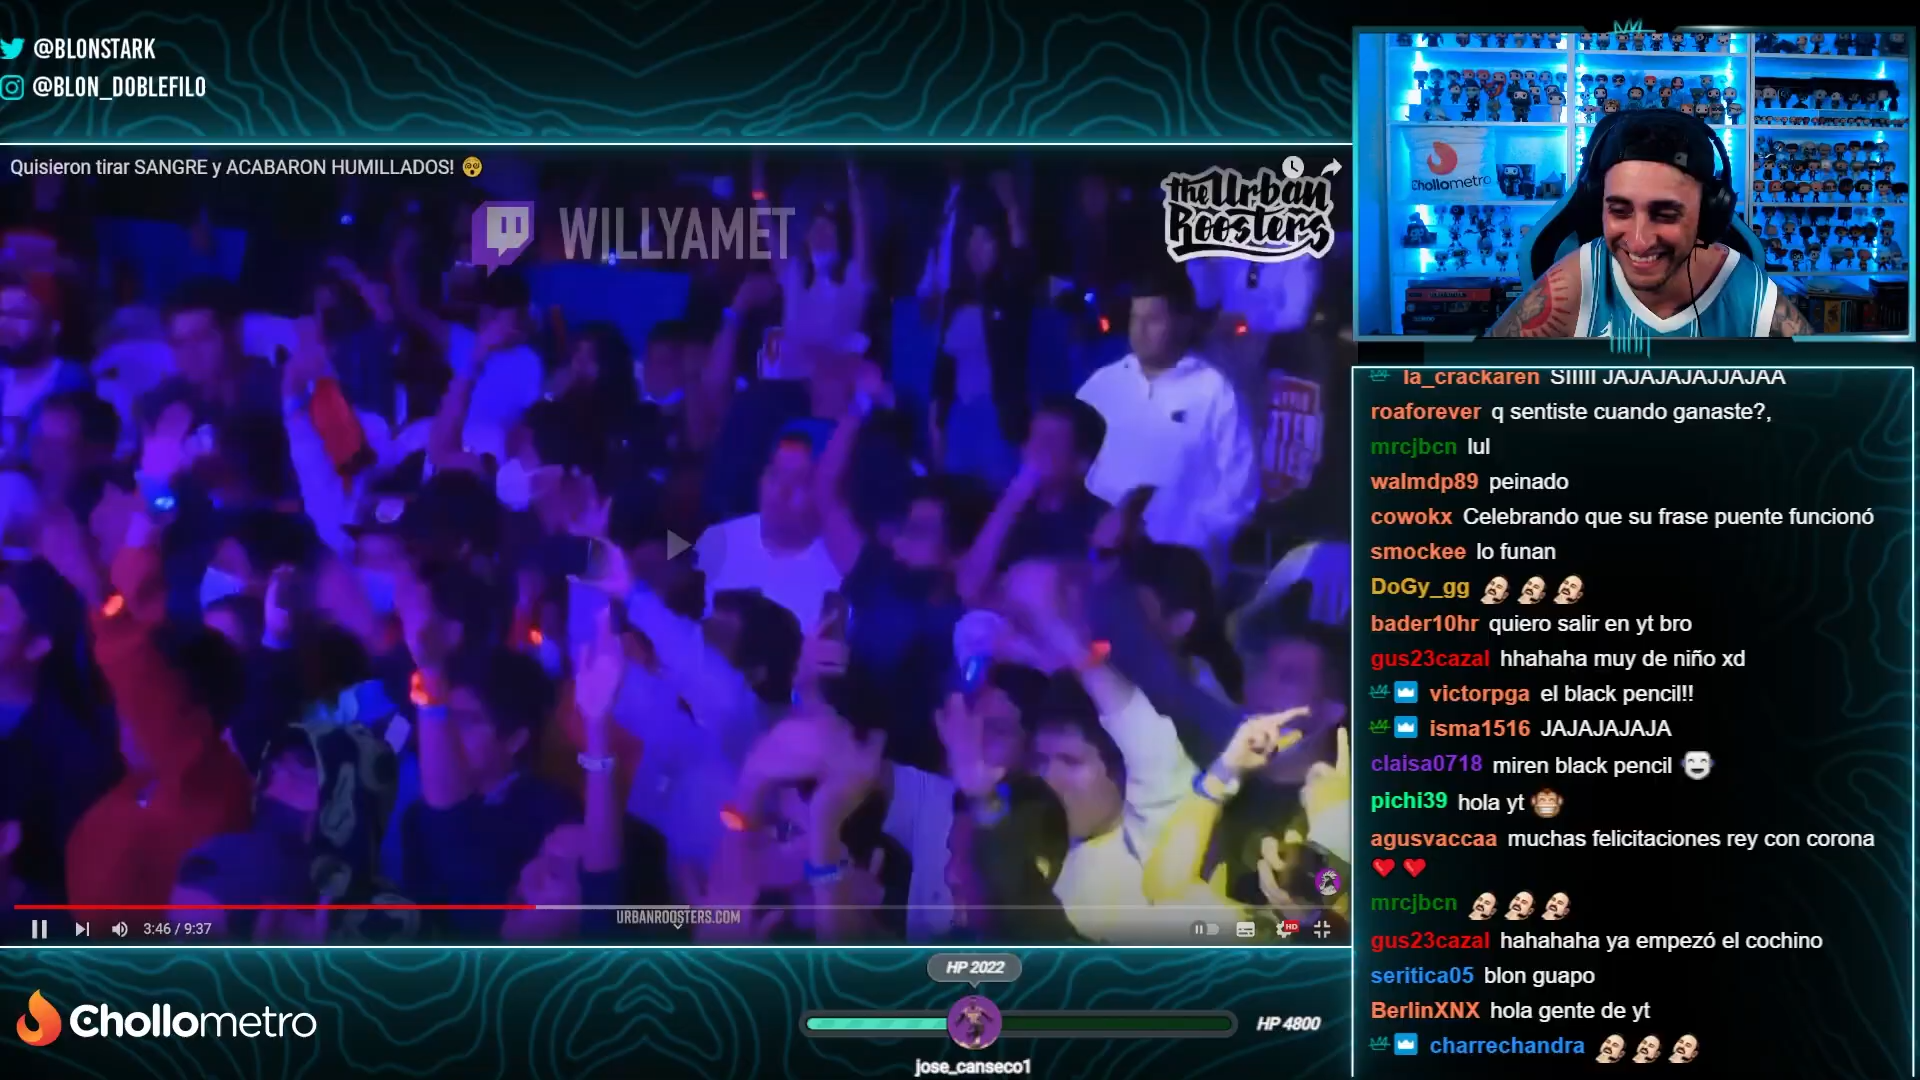 @BLONSTARK
@BLON_DOBLEFILO
Quisieron tirar SANGRE y ACABARON HUMILLADOS! 😵
WILLYAMET
the Urban
Roosters
Chollometro
URBANROOSTERS.COM
3:46 / 9:37
HD
Chollometro
HP 2022
HP 4800
jose_canseco1
la_crackaren SIIIII JAJAJAJAJJAJAA
roaforever q sentiste cuando ganaste?,
mrcjbcn lul
walmdp89 peinado
cowokx Celebrando que su frase puente funcionó
smockee lo funan
DoGy_gg
bader10hr quiero salir en yt bro
gus23cazal hhahaha muy de niño xd
victorpga el black pencil!!
isma1516 JAJAJAJAJA
claisa0718 miren black pencil
pichi39 hola yt
agusvaccaa muchas felicitaciones rey con corona
❤️ ❤️
mrcjbcn
gus23cazal hahahaha ya empezó el cochino
seritica05 blon guapo
BerlinXNX hola gente de yt
charrechandra